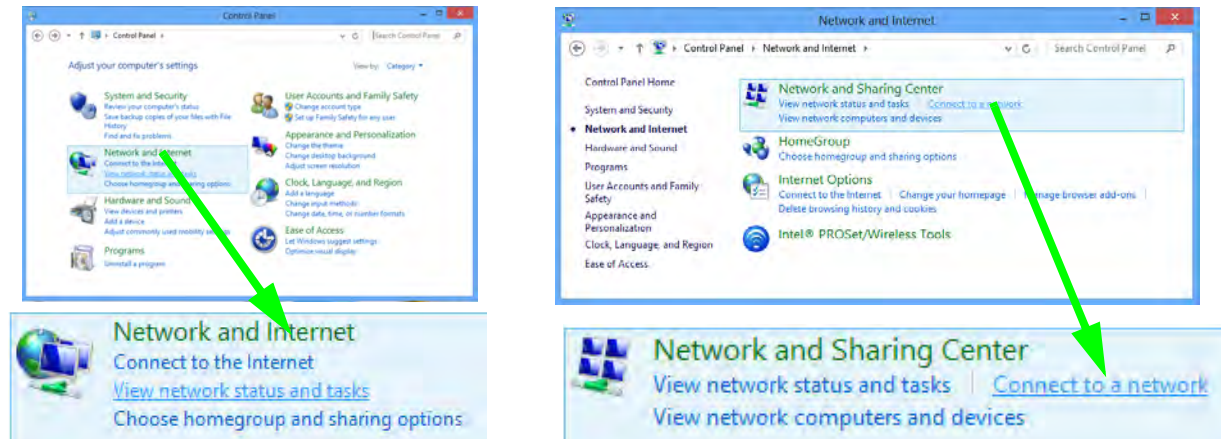 Control Panel
Control Panel
Search Control Panel
Adjust your computer's settings
View by: Category
System and Security
Review your computer's status
Save backup copies of your files with File
History
Find and fix problems
Network and Internet
Connect to the Internet
View network status and tasks
Choose homegroup and sharing options
Hardware and Sound
View devices and printers
Add a device
Adjust commonly used mobility settings
Programs
Uninstall a program
User Accounts and Family Safety
Change account type
Set up Family Safety for any user
Appearance and Personalization
Change the theme
Change desktop background
Adjust screen resolution
Clock, Language, and Region
Add a language
Change input methods
Change date, time, or number formats
Ease of Access
Let Windows suggest settings
Optimize visual display
Network and Internet
Connect to the Internet
View network status and tasks
Choose homegroup and sharing options
Network and Internet
Control Panel Network and Internet
Search Control Panel
Control Panel Home
System and Security
Network and Internet
Hardware and Sound
Programs
User Accounts and Family
Safety
Appearance and
Personalization
Clock, Language, and Region
Ease of Access
Network and Sharing Center
View network status and tasks Connect to a network
View network computers and devices
HomeGroup
Choose homegroup and sharing options
Internet Options
Connect to the Internet Change your homepage Manage browser add-ons
Delete browsing history and cookies
Intel® PROSet/Wireless Tools
Network and Sharing Center
View network status and tasks Connect to a network
View network computers and devices